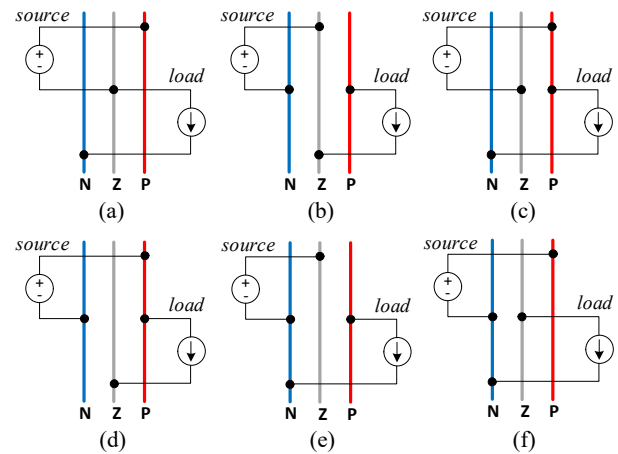 source source source
+ + +
- - -
load load load
N Z P N Z P N Z P
(a) (b) (c)
source source source
+ + +
- - -
load load load
N Z P N Z P N Z P
(d) (e) (f)